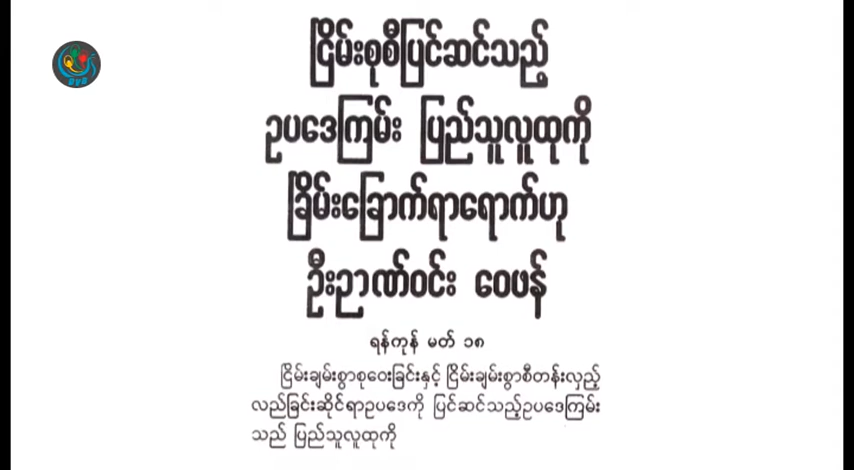 ငြိမ်းစုစီပြင်ဆင်သည့်
ဥပဒေကြမ်း ပြည်သူလူထုကို
ခြိမ်းခြောက်ရာရောက်ဟု
ဦးဉာဏ်ဝင်း ဝေဖန်
ရန်ကုန် မတ် ၁၈
ငြိမ်းချမ်းစွာစုဝေးခြင်းနှင့် ငြိမ်းချမ်းစွာစီတန်းလှည့်
လည်ခြင်းဆိုင်ရာဥပဒေကို ပြင်ဆင်သည့်ဥပဒေကြမ်း
သည် ပြည်သူလူထုကို
DVB